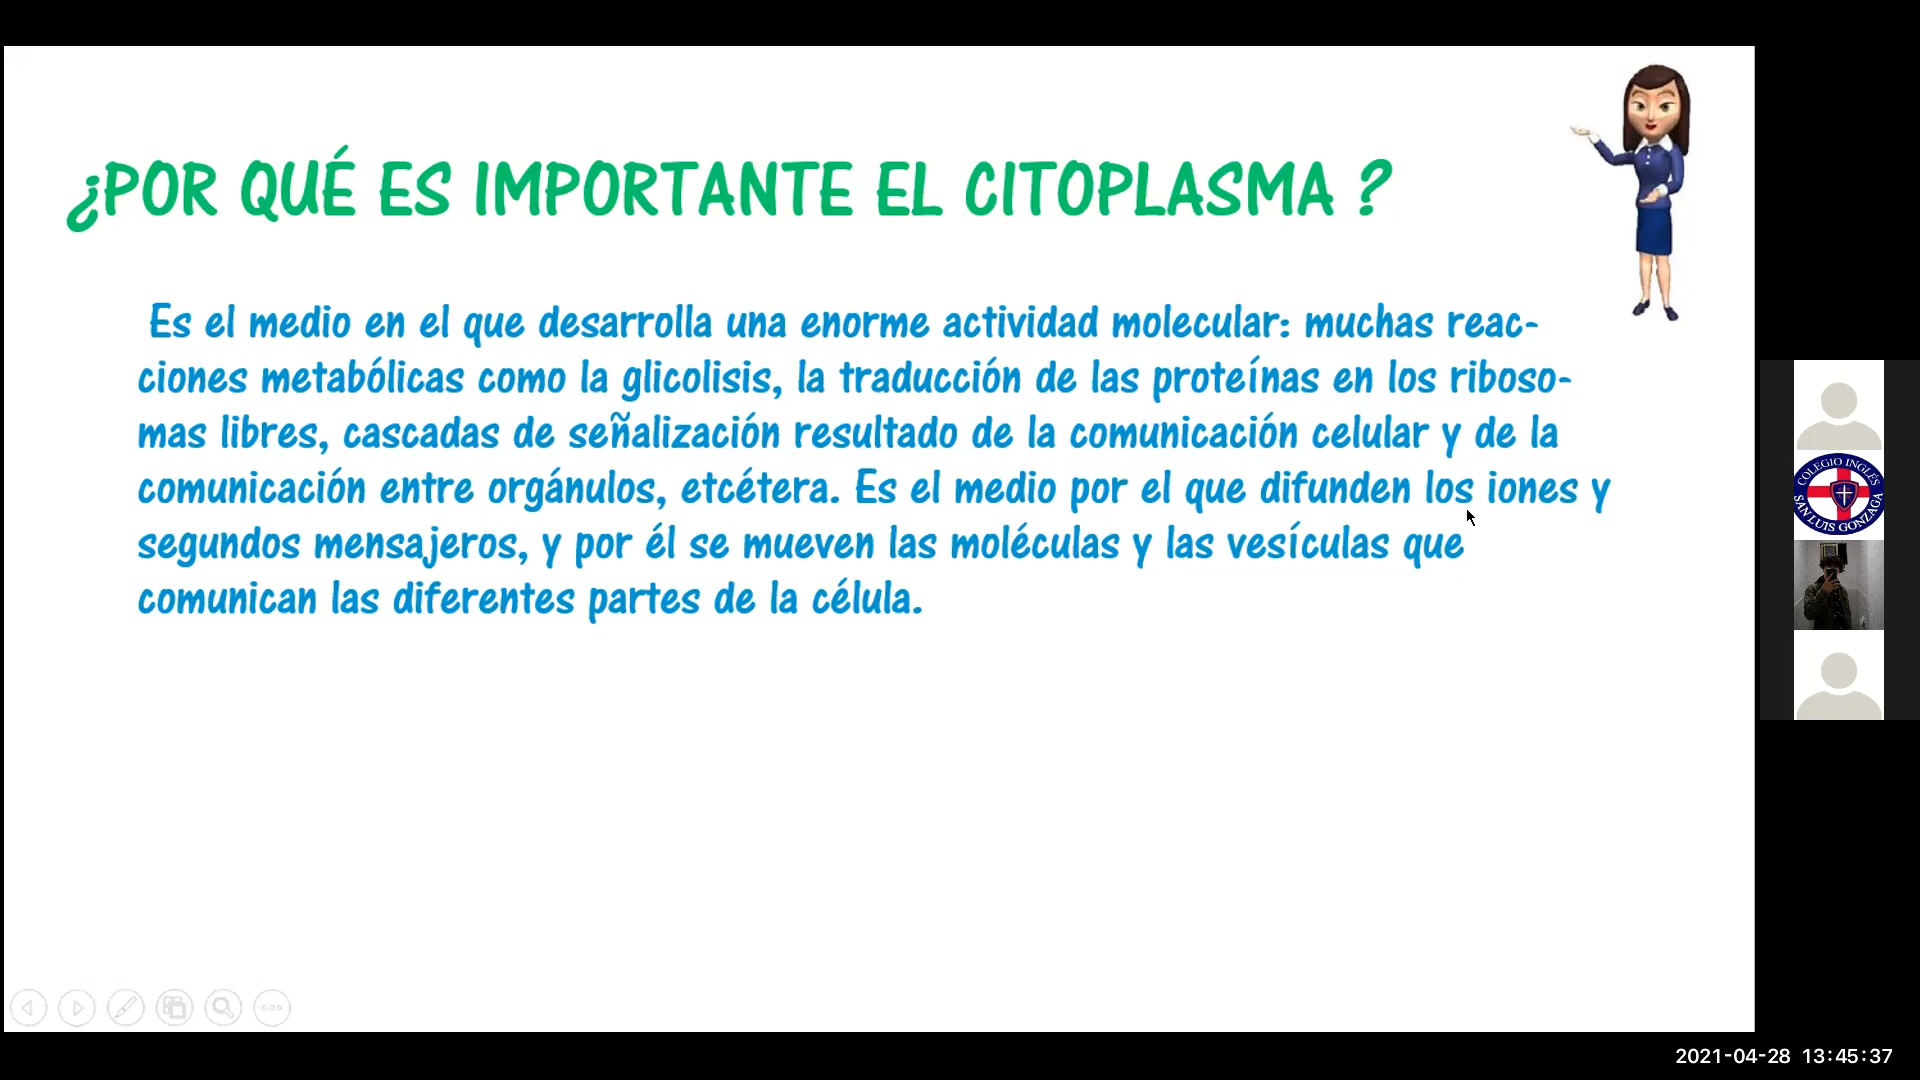 ¿POR QUÉ ES IMPORTANTE EL CITOPLASMA ?
Es el medio en el que desarrolla una enorme actividad molecular: muchas reac-
ciones metabólicas como la glicolisis, la traducción de las proteínas en los riboso-
mas libres, cascadas de señalización resultado de la comunicación celular y de la
comunicación entre orgánulos, etcétera. Es el medio por el que difunden los iones y
segundos mensajeros, y por él se mueven las moléculas y las vesículas que
comunican las diferentes partes de la célula.
COLEGIO INGLÉS
SAN LUIS GONZAGA
2021-04-28 13:45:37